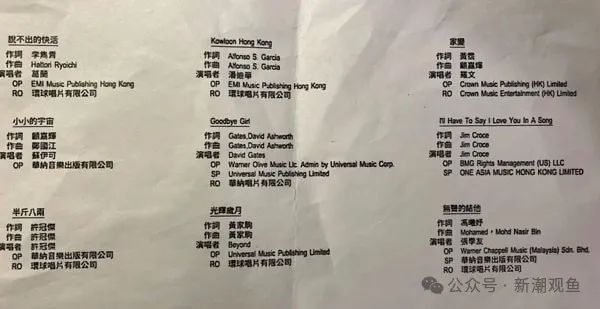 說不出的快活
作詞 李雋青
作曲 Hattori Ryoichi
演唱者 葛蘭
OP EMI Music Publishing Hong Kong
RO 環球唱片有限公司
小小的宇宙
作詞 顧嘉輝
作曲 鄭國江
演唱者 蘇伊可
OP 華納音樂出版有限公司
半斤八兩
作詞 許冠傑
作曲 許冠傑
演唱者 許冠傑
OP 華納音樂出版有限公司
RO 環球唱片有限公司
Kowloon Hong Kong
作詞 Alfonso S. Garcia
作曲 Alfonso S. Garcia
演唱者 潘迪華
OP EMI Music Publishing Hong Kong
RO 環球唱片有限公司
Goodbye Girl
作詞 Gates,David Ashworth
作曲 Gates,David Ashworth
演唱者 David Gates
OP Warner Olive Music Llc. Admin by Universal Music Corp.
SP Universal Music Publishing Limited
RO 華納唱片有限公司
光輝歲月
作詞 黃家駒
作曲 黃家駒
演唱者 Beyond
OP Universal Music Publishing Limited
RO 環球唱片有限公司
家變
作詞 黃霑
作曲 顧嘉輝
演唱者 羅文
OP Crown Music Publishing (HK) Limited
RO Crown Music Entertainment (HK) Limited
I'll Have To Say I Love You In A Song
作詞 Jim Croce
作曲 Jim Croce
演唱者 Jim Croce
OP BMG Rights Management (US) LLC
SP ONE ASIA MUSIC HONG KONG LIMITED
無聲的結他
作詞 馮曦妤
作曲 Mohamed，Mohd Nasir Bin
演唱者 張學友
OP Warner Chappell Music (Malaysia) Sdn. Bhd.
SP 華納音樂出版有限公司
RO 環球唱片有限公司
公众号·新潮观鱼